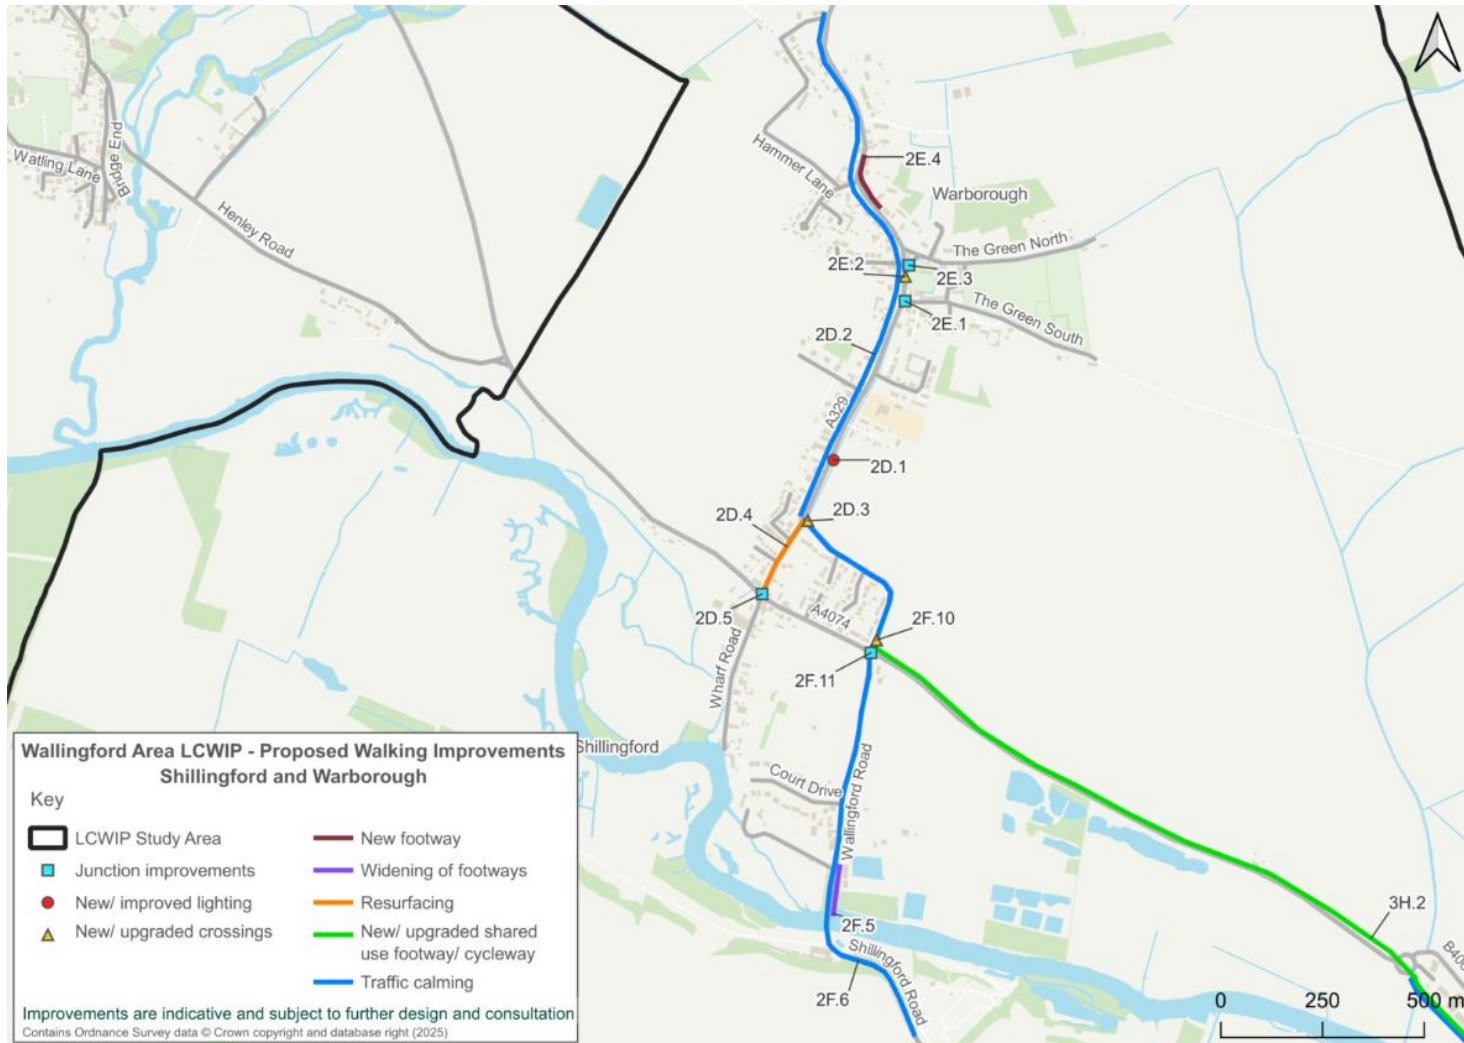 2E.4
Hammer Lane
Warborough
Watling Lane
Bridge End
Henley Road
The Green North
2E.2
2E.3
2E.1
The Green South
2D.2
A329
2D.1
2D.4
2D.3
2D.5
A4074
2F.10
Wharf Road
2F.11
Shillingford
Court Drive
Wallingford Road
2F.5
Shillingford Road
2F.6
3H.2
0 250 500 m
Wallingford Area LCWIP - Proposed Walking Improvements
Shillingford and Warborough
Key
LCWIP Study Area
Junction improvements
New/ improved lighting
New/ upgraded crossings
New footway
Widening of footways
Resurfacing
New/ upgraded shared
use footway/ cycleway
Traffic calming
Improvements are indicative and subject to further design and consultation
Contains Ordnance Survey data © Crown copyright and database right (2025)